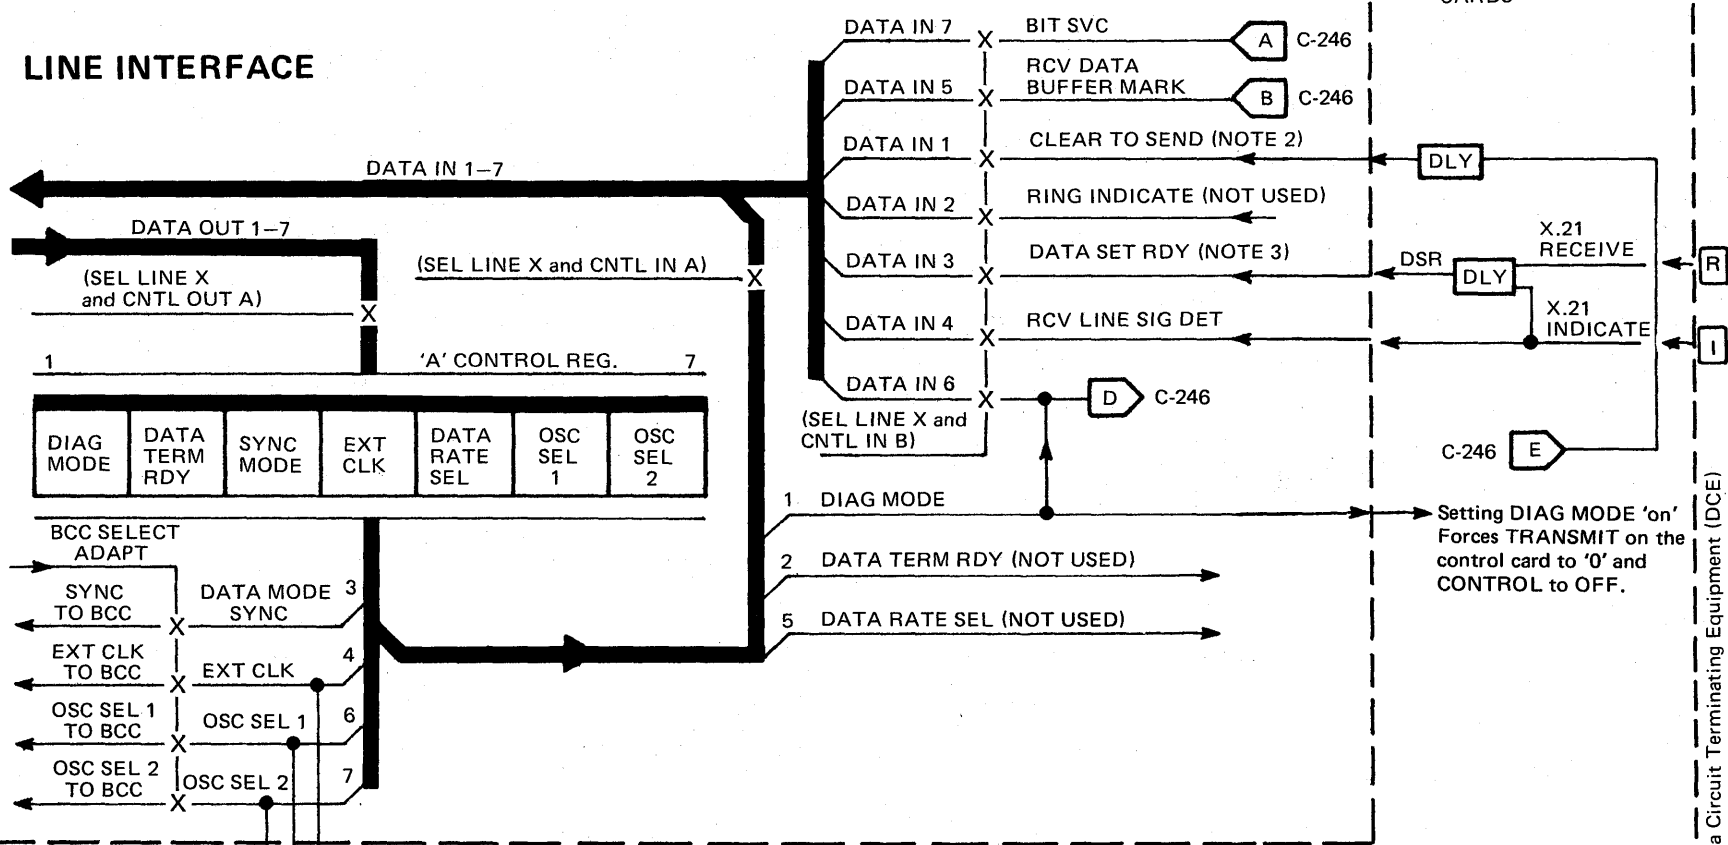 LINE INTERFACE
DATA IN 7
BIT SVC
A
C-246
DATA IN 5
RCV DATA
BUFFER MARK
B
C-246
DATA IN 1
CLEAR TO SEND (NOTE 2)
DLY
DATA IN 1–7
DATA IN 2
RING INDICATE (NOT USED)
DATA OUT 1–7
(SEL LINE X and CNTL IN A)
X
DATA IN 3
DATA SET RDY (NOTE 3)
DSR
DLY
X.21
RECEIVE
R
(SEL LINE X
and CNTL OUT A)
X
DATA IN 4
RCV LINE SIG DET
X.21
INDICATE
I
1
'A' CONTROL REG.
7
DATA IN 6
X
X
X
X
X
X
X
D
C-246
(SEL LINE X and
CNTL IN B)
C-246
E
DIAG
MODE
DATA
TERM
RDY
SYNC
MODE
EXT
CLK
DATA
RATE
SEL
OSC
SEL
1
OSC
SEL
2
1
DIAG MODE
Setting DIAG MODE 'on'
Forces TRANSMIT on the
control card to '0' and
CONTROL to OFF.
2
DATA TERM RDY (NOT USED)
5
DATA RATE SEL (NOT USED)
BCC SELECT
ADAPT
SYNC
TO BCC
X
DATA MODE
SYNC
3
EXT CLK
TO BCC
X
EXT CLK
4
OSC SEL 1
TO BCC
X
OSC SEL 1
6
OSC SEL 2
TO BCC
X
OSC SEL 2
7
a Circuit Terminating Equipment (DCE)